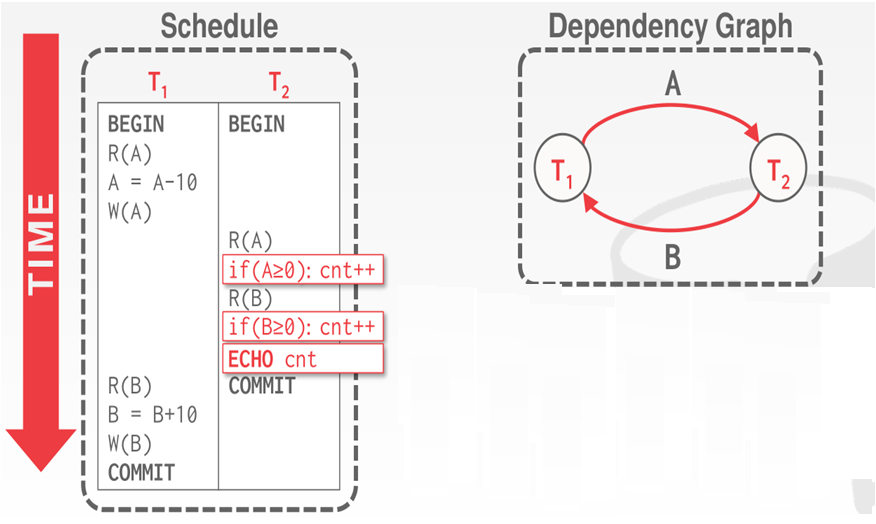 Schedule
Dependency Graph
TIME
T1
T2
BEGIN
R(A)
A = A-10
W(A)
R(B)
B = B+10
W(B)
COMMIT
BEGIN
R(A)
if(A≥0): cnt++
R(B)
if(B≥0): cnt++
ECHO cnt
COMMIT
A
T1
T2
B